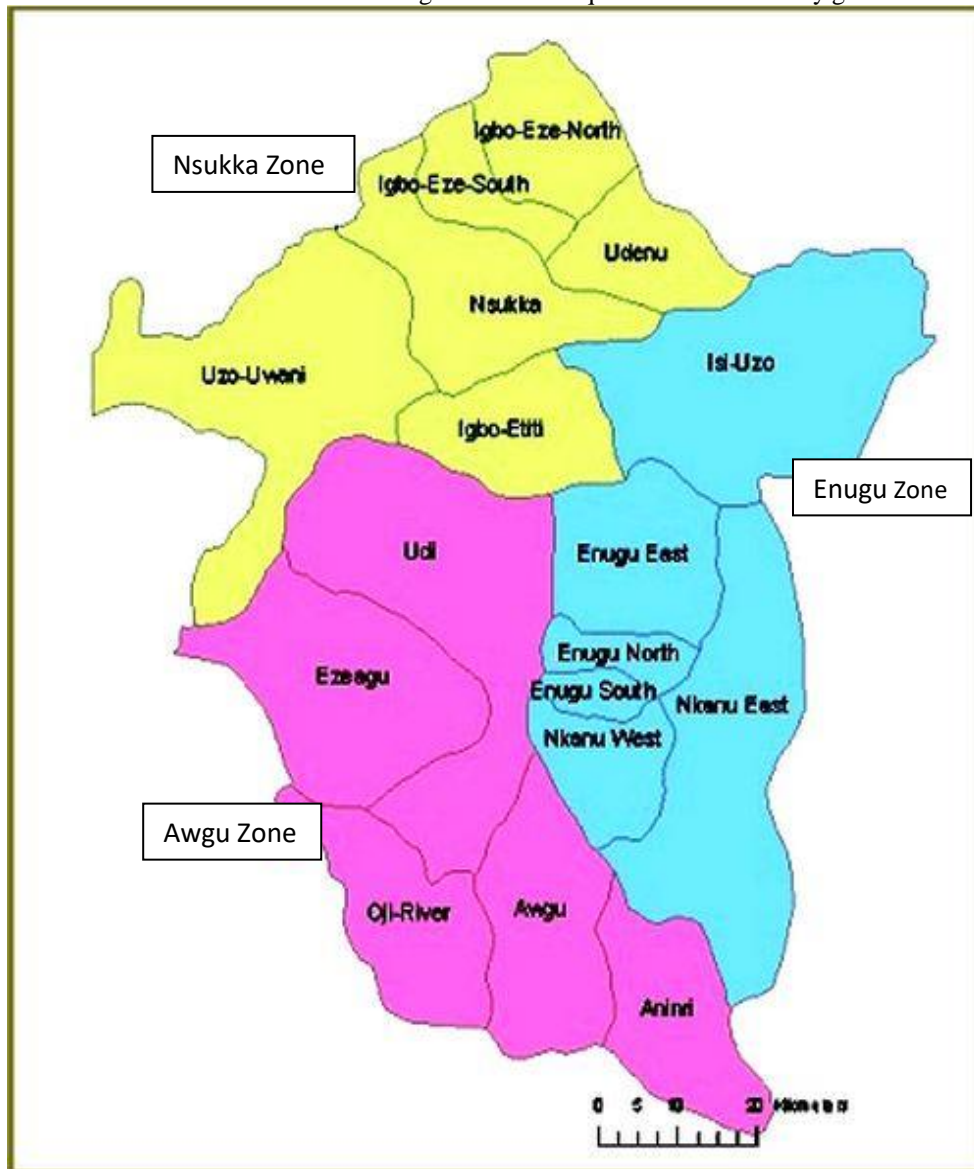 Igbo-Eze-North
Nsukka Zone
Igbo-Eze-South
Udenu
Nsukka
Isi-Uzo
Uzo-Uwani
Igbo-Etiti
Enugu Zone
Udi
Enugu East
Enugu North
Ezeagu
Enugu South
Nkanu East
Nkanu West
Awgu Zone
Oji-River
Awgu
Aninri
0 5 10 20